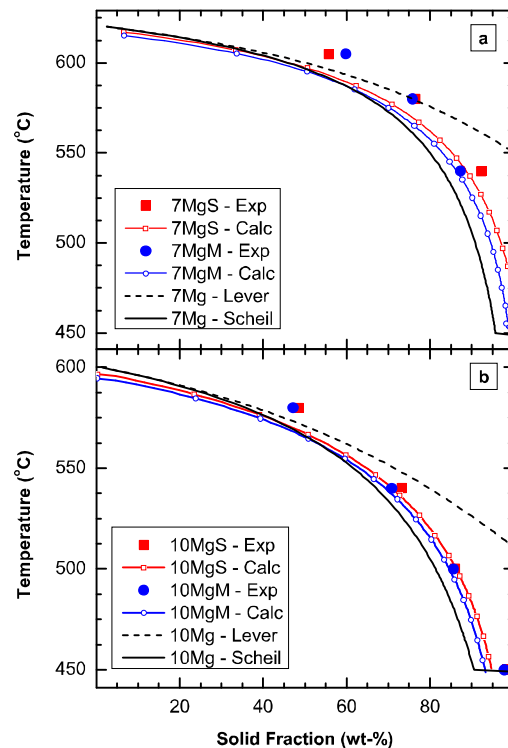 a
600
550
500
450
Temperature (°C)
7MgS - Exp
7MgS - Calc
7MgM - Exp
7MgM - Calc
7Mg - Lever
7Mg - Scheil
b
600
550
500
450
Temperature (°C)
10MgS - Exp
10MgS - Calc
10MgM - Exp
10MgM - Calc
10Mg - Lever
10Mg - Scheil
20 40 60 80
Solid Fraction (wt-%)